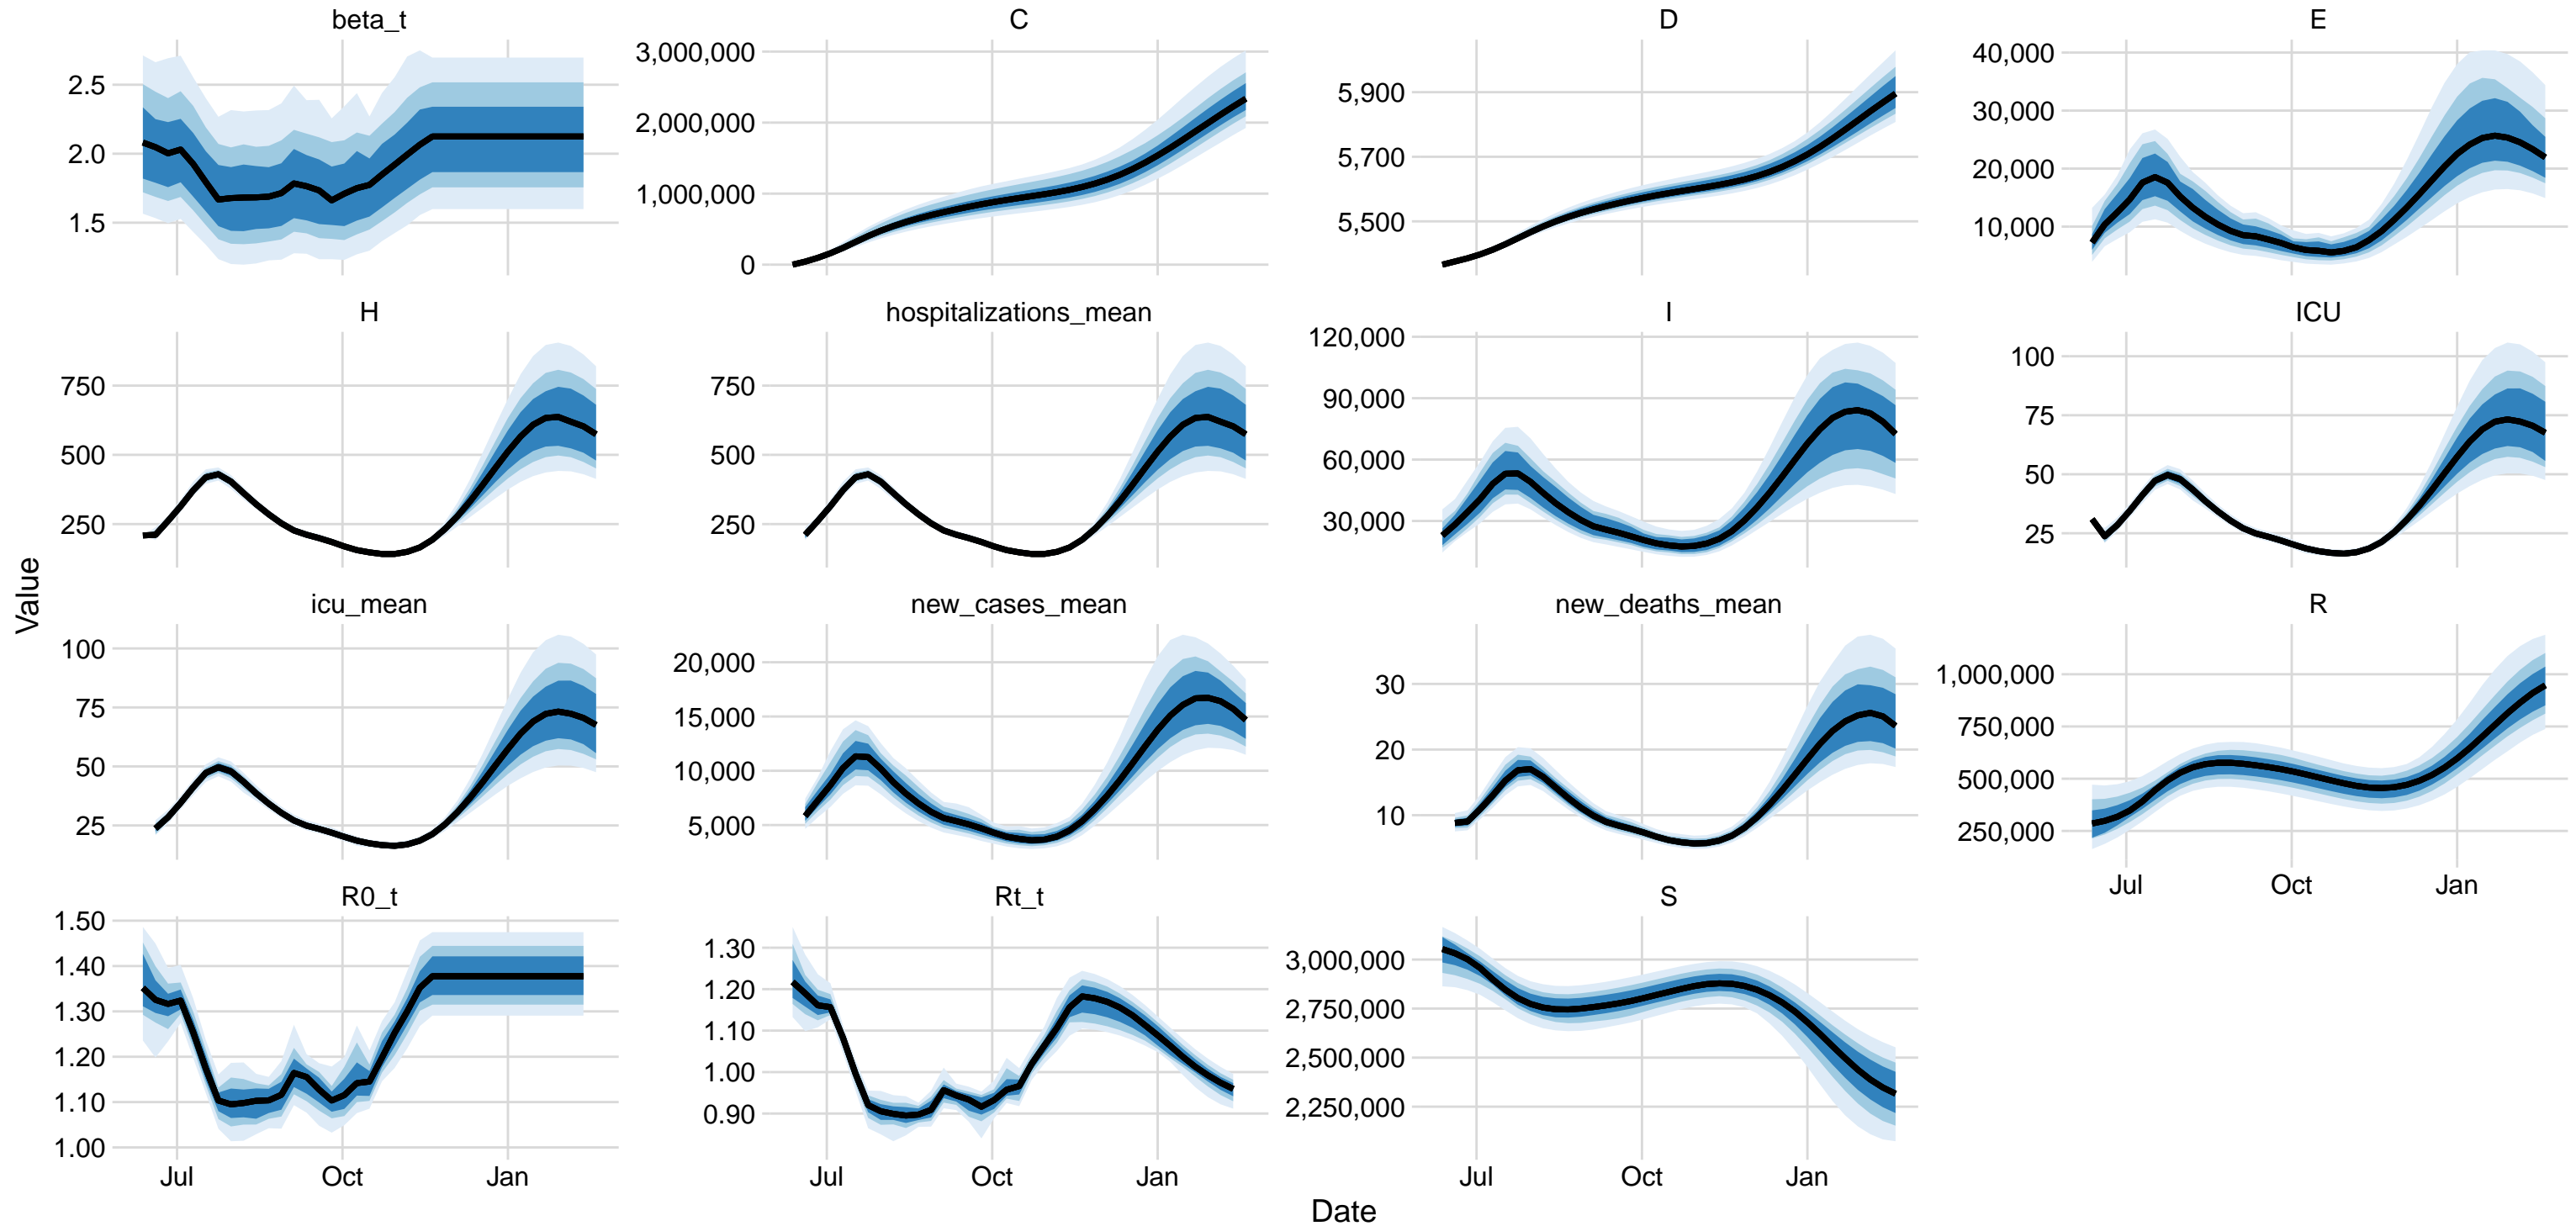 beta_t
C
D
E
2.5
2.0
1.5
3,000,000
2,000,000
1,000,000
0
5,900
5,700
5,500
40,000
30,000
20,000
10,000
H
hospitalizations_mean
I
ICU
750
500
250
750
500
250
120,000
90,000
60,000
30,000
100
75
50
25
Value
icu_mean
new_cases_mean
new_deaths_mean
R
100
75
50
25
20,000
15,000
10,000
5,000
30
20
10
1,000,000
750,000
500,000
250,000
Jul Oct Jan
R0_t
Rt_t
S
1.50
1.40
1.30
1.20
1.10
1.00
1.30
1.20
1.10
1.00
0.90
3,000,000
2,750,000
2,500,000
2,250,000
Jul Oct Jan
Jul Oct Jan
Jul Oct Jan
Date